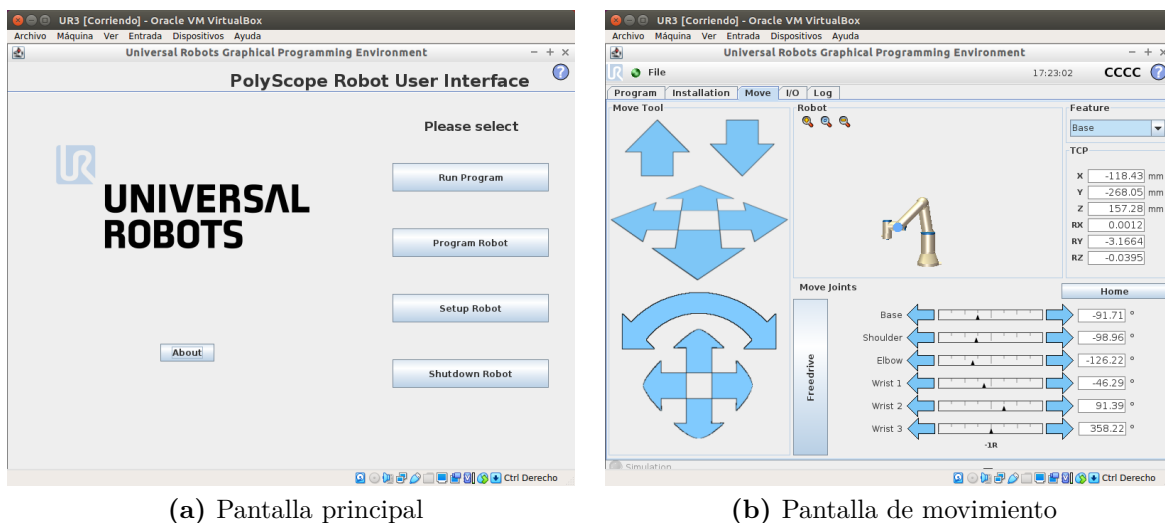 UR3 [Corriendo] - Oracle VM VirtualBox
Archivo Máquina Ver Entrada Dispositivos Ayuda
Universal Robots Graphical Programming Environment
PolyScope Robot User Interface
?
Please select
UR
UNIVERSAL
ROBOTS
Run Program
Program Robot
Setup Robot
About
Shutdown Robot
Ctrl Derecho
(a) Pantalla principal
UR3 [Corriendo] - Oracle VM VirtualBox
Archivo Máquina Ver Entrada Dispositivos Ayuda
Universal Robots Graphical Programming Environment
UR File 17:23:02 CCCC ?
Program Installation Move I/O Log
Move Tool Robot Feature
Base
TCP
X -118.43 mm
Y -268.05 mm
Z 157.28 mm
RX 0.0012
RY -3.1664
RZ -0.0395
Move Joints Home
Freedrive
Base -91.71 °
Shoulder -98.96 °
Elbow -126.22 °
Wrist 1 -46.29 °
Wrist 2 91.39 °
Wrist 3 358.22 °
-1R
Simulation
Ctrl Derecho
(b) Pantalla de movimiento